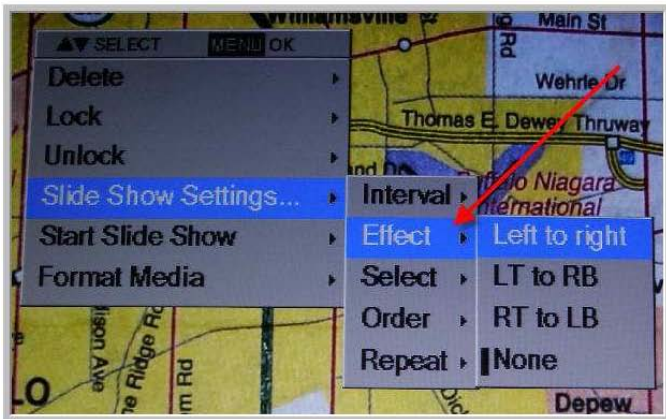 Williamsville
Main St
▲▼ SELECT MENU OK
Delete
Lock
Unlock
Slide Show Settings...
Start Slide Show
Format Media
Interval
Effect
Select
Order
Repeat
Left to right
LT to RB
RT to LB
None
Rd
Wehrle Dr
Thomas E. Dewey Thruway
Niagara
International
Ridge Rd
Rd
Depew